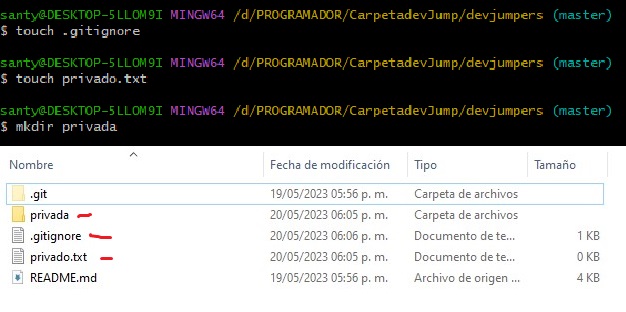 santy@DESKTOP-5LLOM9I MINGW64 /d/PROGRAMADOR/CarpetadevJump/devjumpers (master)
$ touch .gitignore
santy@DESKTOP-5LLOM9I MINGW64 /d/PROGRAMADOR/CarpetadevJump/devjumpers (master)
$ touch privado.txt
santy@DESKTOP-5LLOM9I MINGW64 /d/PROGRAMADOR/CarpetadevJump/devjumpers (master)
$ mkdir privada
Nombre Fecha de modificación Tipo Tamaño
.git 19/05/2023 05:56 p. m. Carpeta de archivos
privada 20/05/2023 06:05 p. m. Carpeta de archivos
.gitignore 20/05/2023 06:06 p. m. Documento de te... 1 KB
privado.txt 20/05/2023 06:05 p. m. Documento de te... 0 KB
README.md 19/05/2023 05:56 p. m. Archivo de origen ... 4 KB